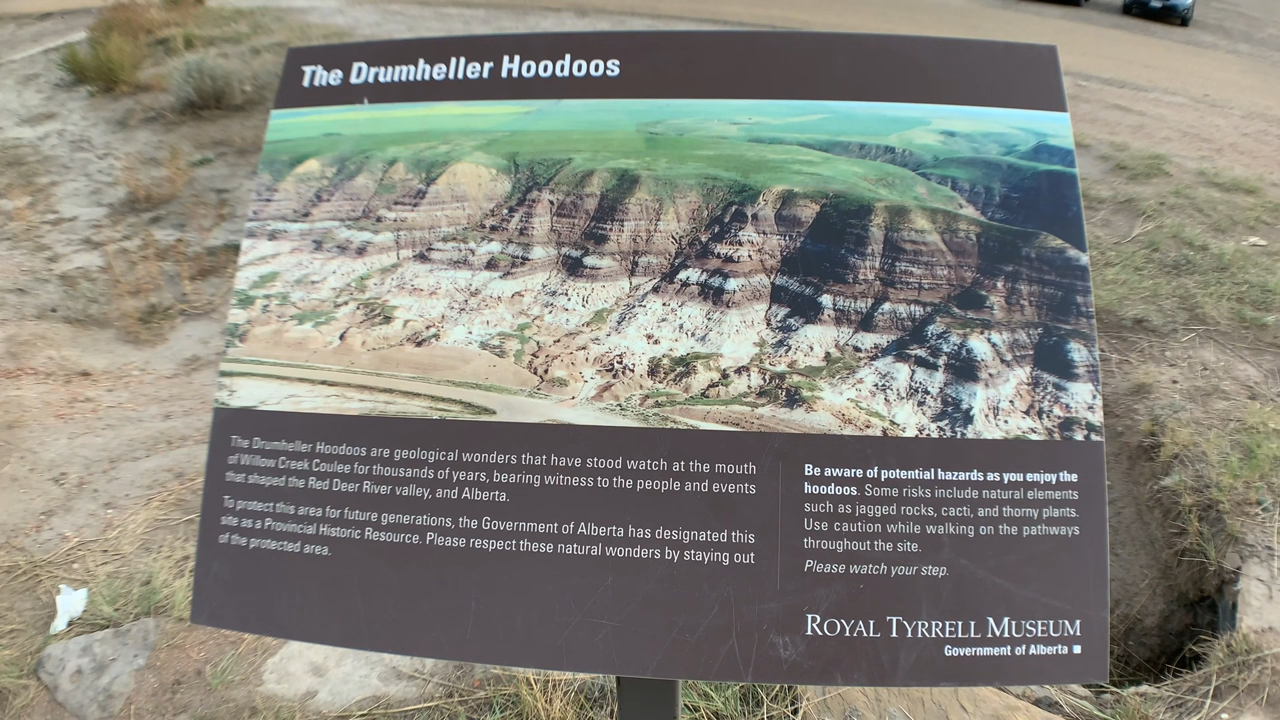 The Drumheller Hoodoos
The Drumheller Hoodoos are geological wonders that have stood watch at the mouth
of Willow Creek Coulee for thousands of years, bearing witness to the people and events
that shaped the Red Deer River valley, and Alberta.
To protect this area for future generations, the Government of Alberta has designated this
site as a Provincial Historic Resource. Please respect these natural wonders by staying out
of the protected area.
Be aware of potential hazards as you enjoy the
hoodoos. Some risks include natural elements
such as jagged rocks, cacti, and thorny plants.
Use caution while walking on the pathways
throughout the site.
Please watch your step.
ROYAL TYRRELL MUSEUM
Government of Alberta